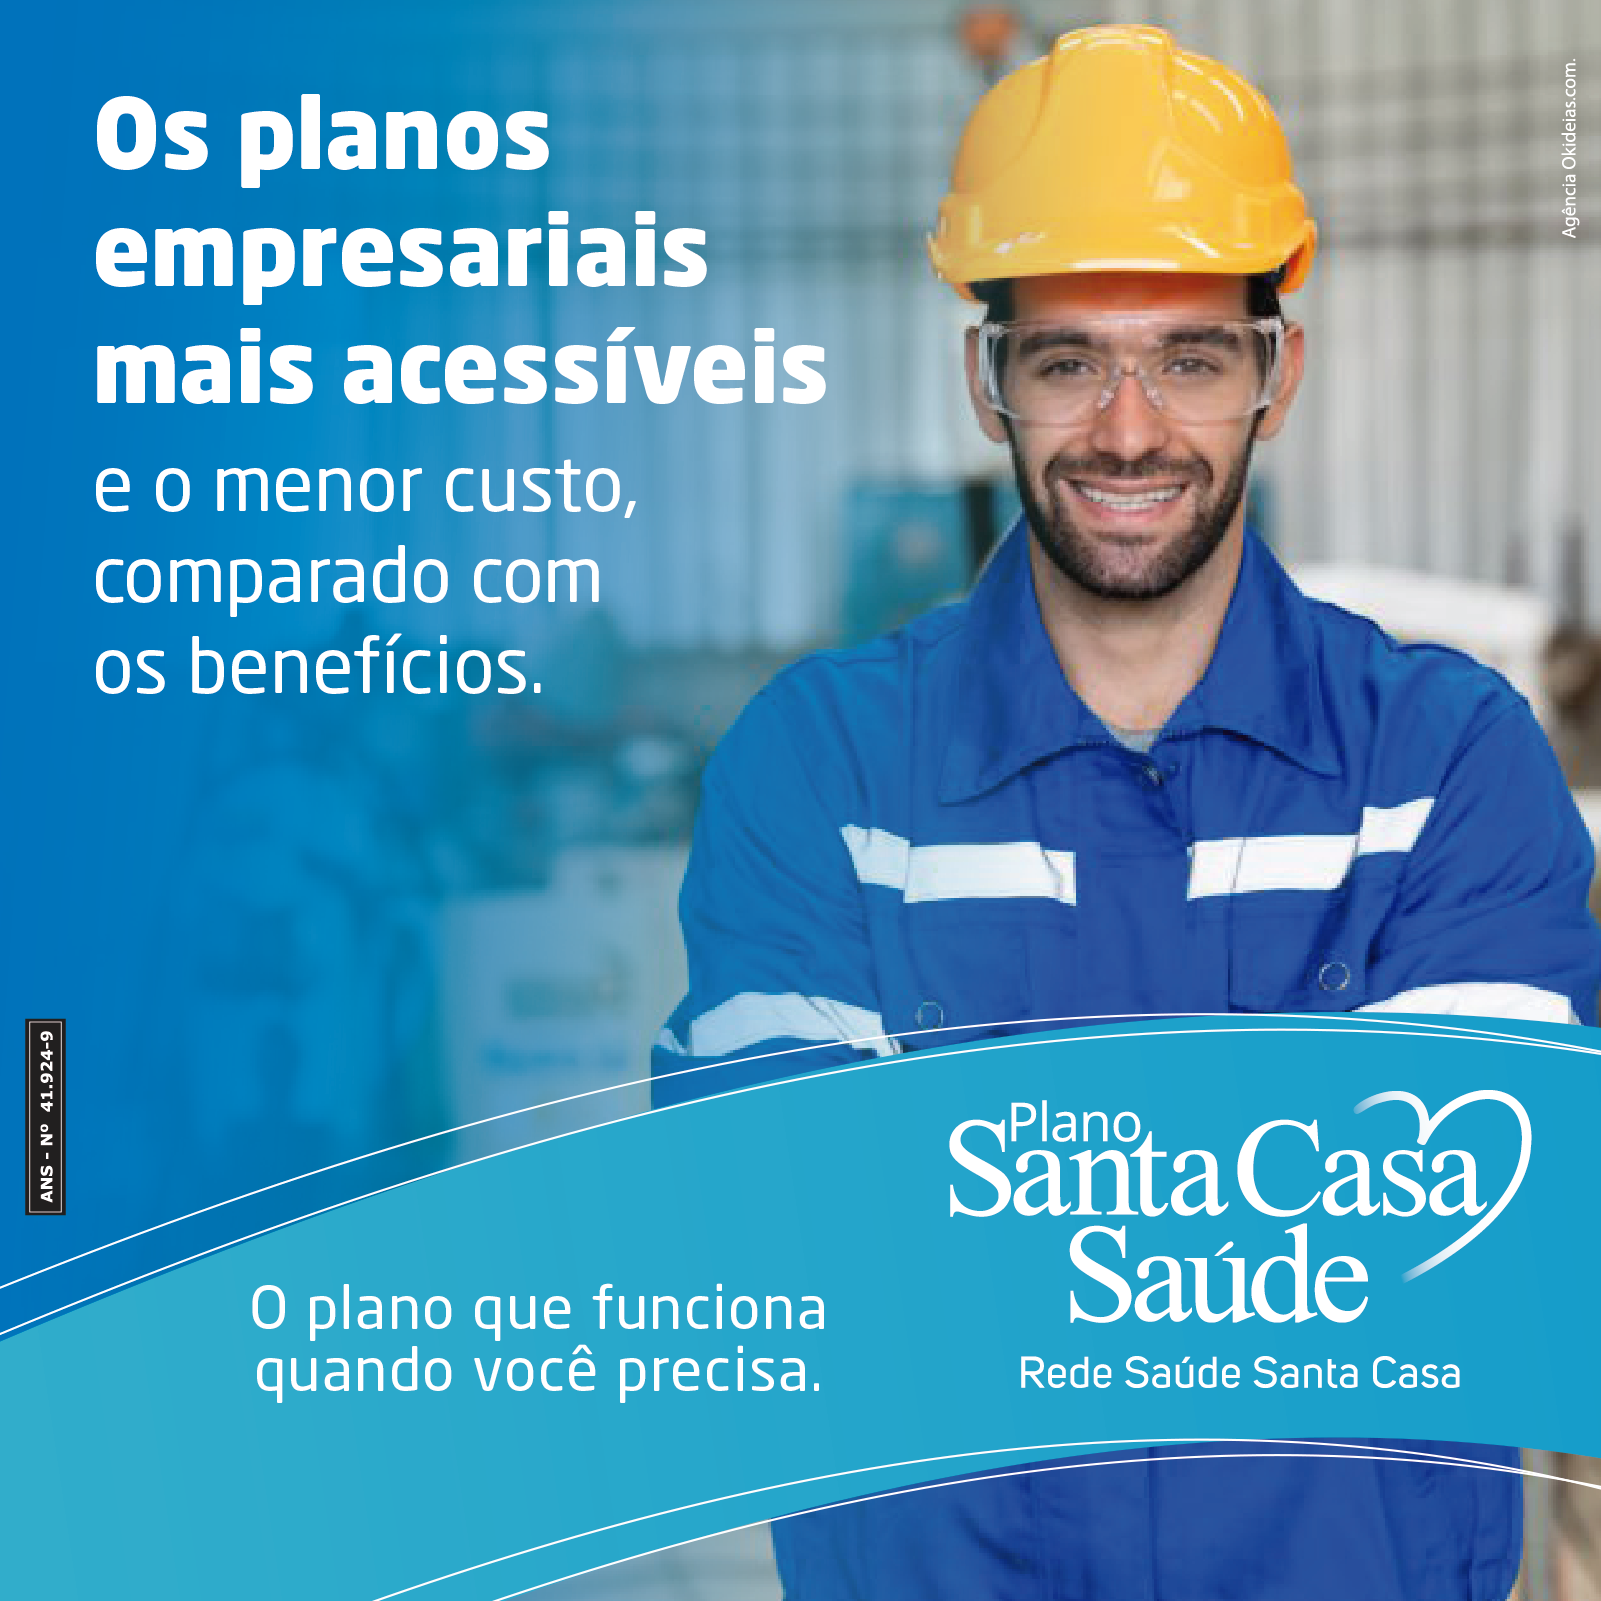 Os planos
empresariais
mais acessíveis
e o menor custo,
comparado com
os benefícios.
Agência Okideias.com.
ANS - Nº 41.924-9
O plano que funciona
quando você precisa.
Plano
Santa Casa
Saúde
Rede Saúde Santa Casa